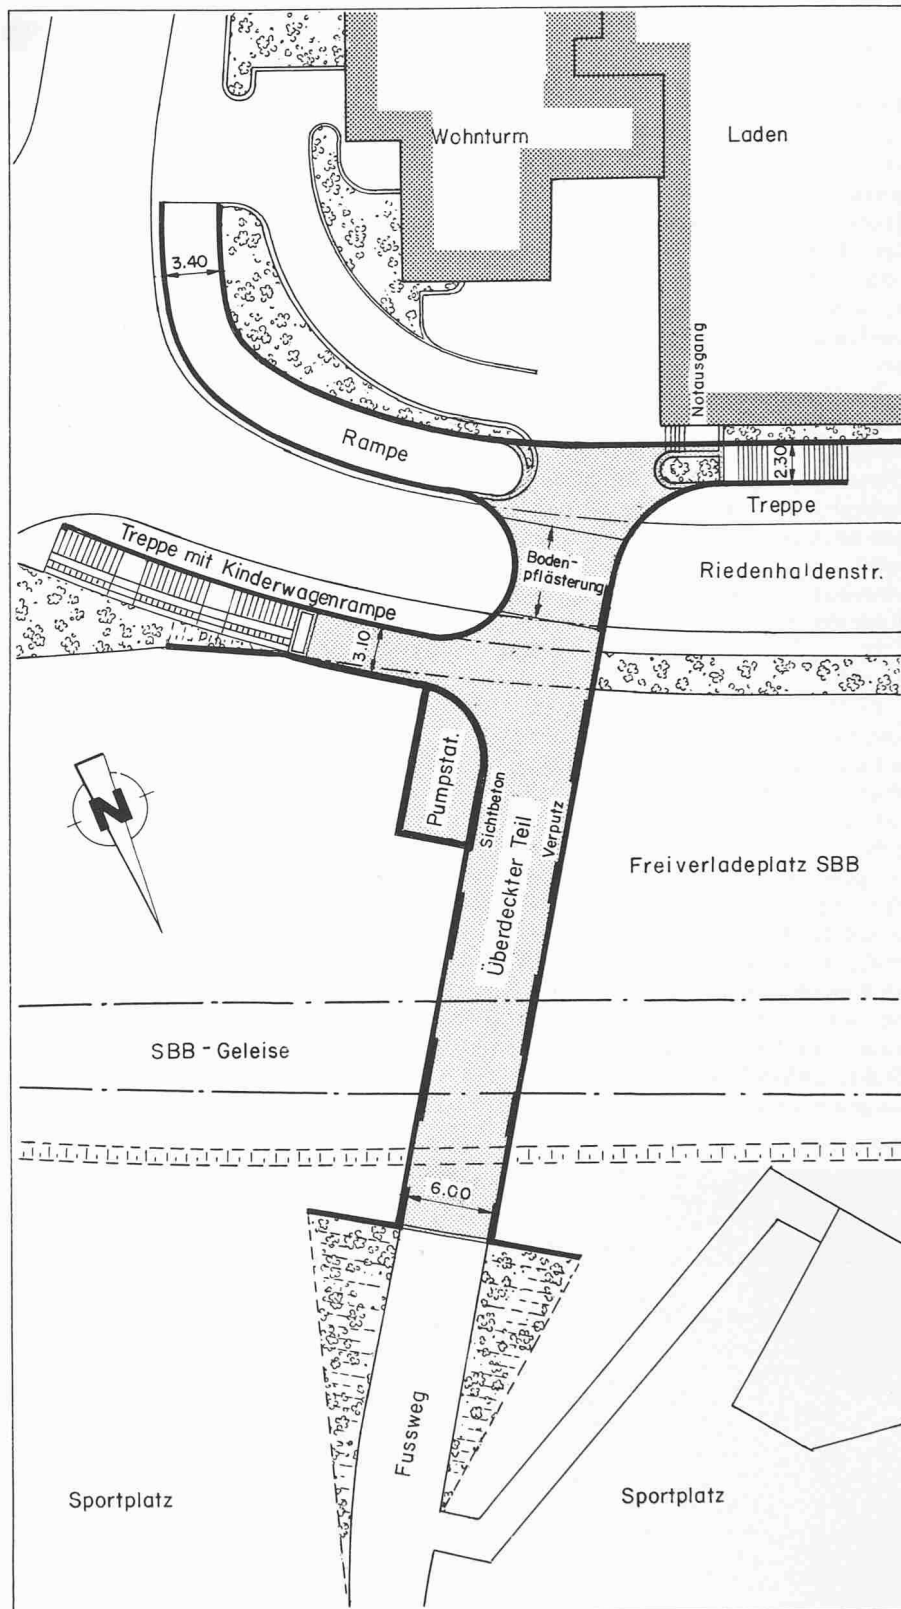 Wohnturm
Laden
3.40
Notausgang
Rampe
2.30
Treppe
Treppe mit Kinderwagenrampe
Boden-
pflästerung
Riedenhaldenstr.
3.10
Pumpstat.
Sichtbeton
Überdeckter Teil
Verputz
N
Freiverladeplatz SBB
SBB - Geleise
6.00
Fussweg
Sportplatz
Sportplatz